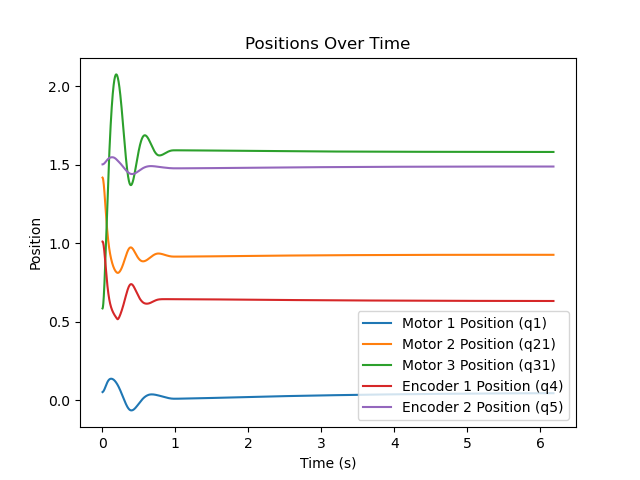 Positions Over Time
Position
2.0
1.5
1.0
0.5
0.0
0 1 2 3 4 5 6
Time (s)
Motor 1 Position (q1)
Motor 2 Position (q21)
Motor 3 Position (q31)
Encoder 1 Position (q4)
Encoder 2 Position (q5)